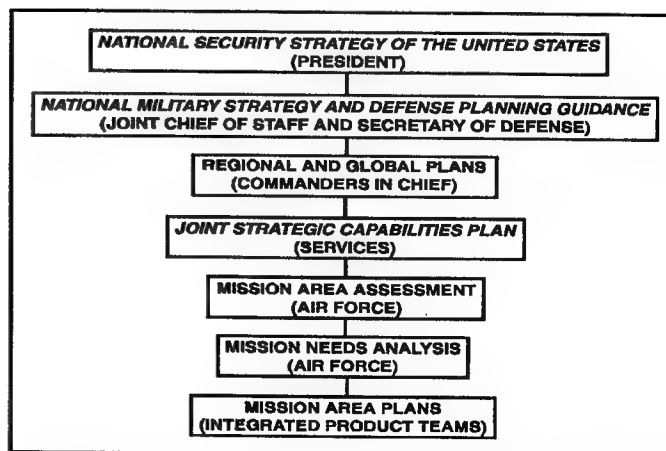 NATIONAL SECURITY STRATEGY OF THE UNITED STATES
(PRESIDENT)
NATIONAL MILITARY STRATEGY AND DEFENSE PLANNING GUIDANCE
(JOINT CHIEF OF STAFF AND SECRETARY OF DEFENSE)
REGIONAL AND GLOBAL PLANS
(COMMANDERS IN CHIEF)
JOINT STRATEGIC CAPABILITIES PLAN
(SERVICES)
MISSION AREA ASSESSMENT
(AIR FORCE)
MISSION NEEDS ANALYSIS
(AIR FORCE)
MISSION AREA PLANS
(INTEGRATED PRODUCT TEAMS)